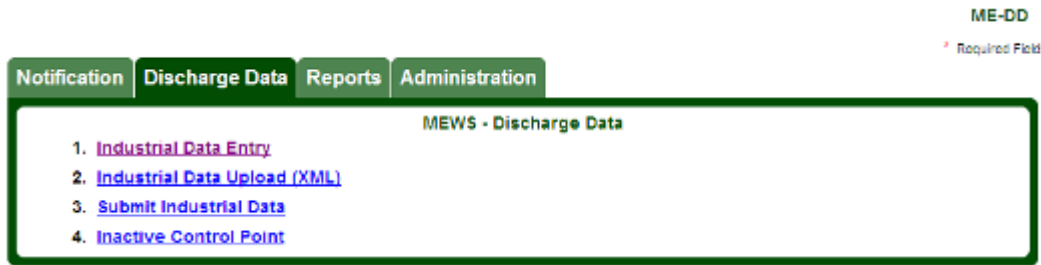 ME-DD
* Required Field
Notification Discharge Data Reports Administration
MEWS - Discharge Data
1. Industrial Data Entry
2. Industrial Data Upload (XML)
3. Submit Industrial Data
4. Inactive Control Point